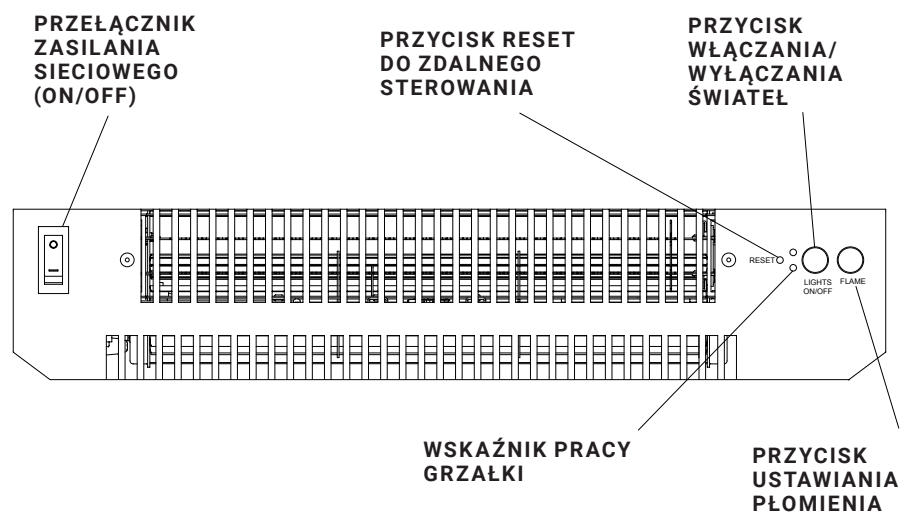 PRZEŁĄCZNIK
ZASILANIA
SIECIOWEGO
(ON/OFF)
PRZYCISK RESET
DO ZDALNEGO
STEROWANIA
PRZYCISK
WŁĄCZANIA/
WYŁĄCZANIA
ŚWIATEŁ
RESET
LIGHTS
ON/OFF
FLAME
WSKAŹNIK PRACY
GRZAŁKI
PRZYCISK
USTAWIANIA
PŁOMIENIA